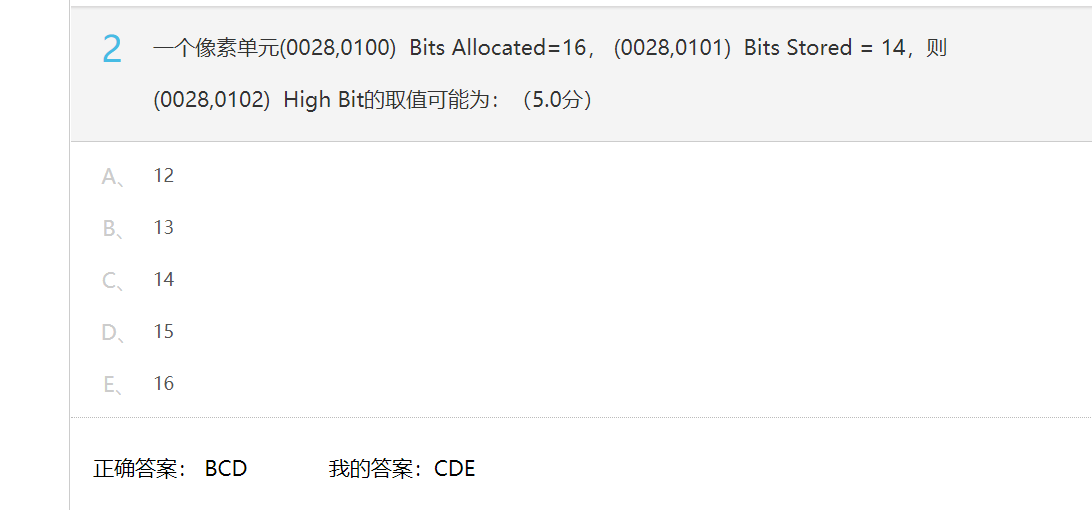 2 一个像素单元(0028,0100) Bits Allocated=16， (0028,0101) Bits Stored = 14，则
(0028,0102) High Bit的取值可能为：（5.0分）
A、 12
B、 13
C、 14
D、 15
E、 16
正确答案： BCD 我的答案：CDE